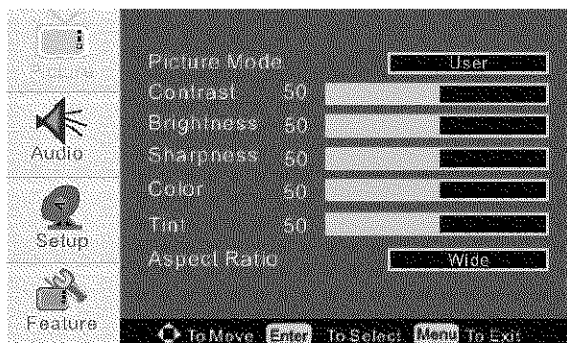 Picture Mode User
Contrast 50
Brightness 50
Audio
Sharpness 50
Color 50
Tint 50
Setup
Aspect Ratio Wide
Feature
To Move Enter To Select Menu To Exit